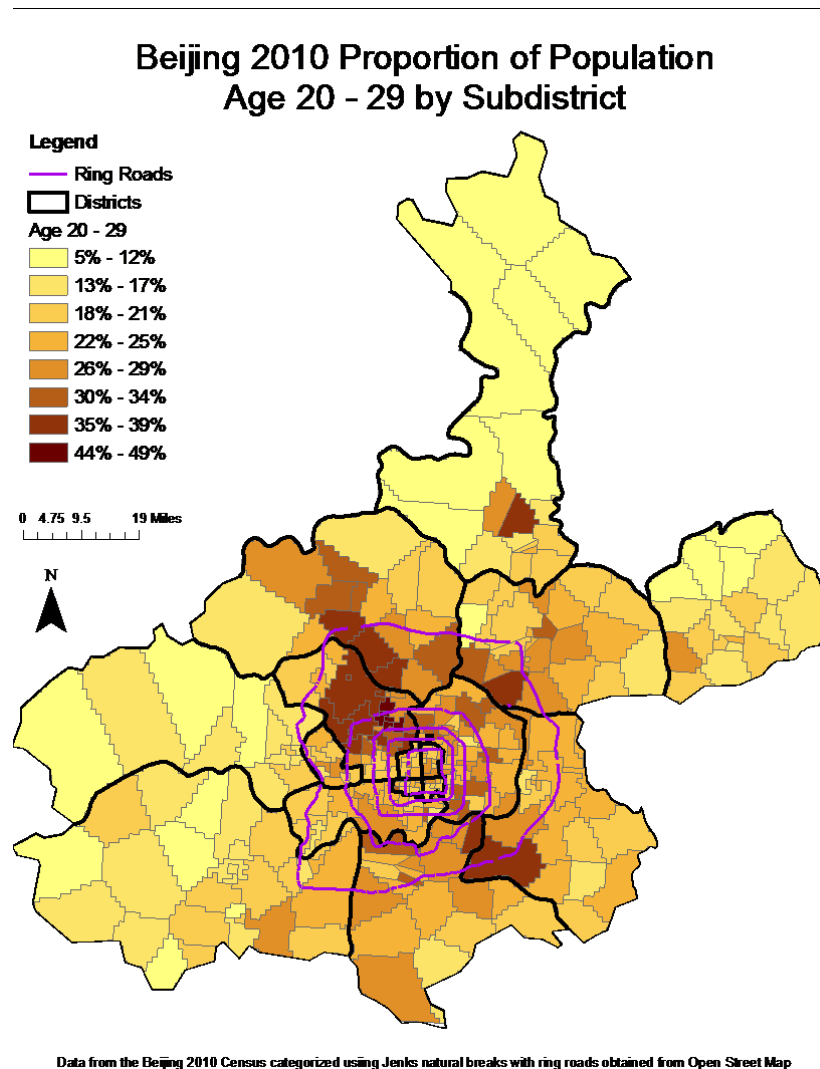 Beijing 2010 Proportion of Population
Age 20 - 29 by Subdistrict
Legend
Ring Roads
Districts
Age 20 - 29
5% - 12%
13% - 17%
18% - 21%
22% - 25%
26% - 29%
30% - 34%
35% - 39%
44% - 49%
0 4.75 9.5 19 Miles
N
Data from the Beijing 2010 Census categorized using Jenks natural breaks with ring roads obtained from Open Street Map